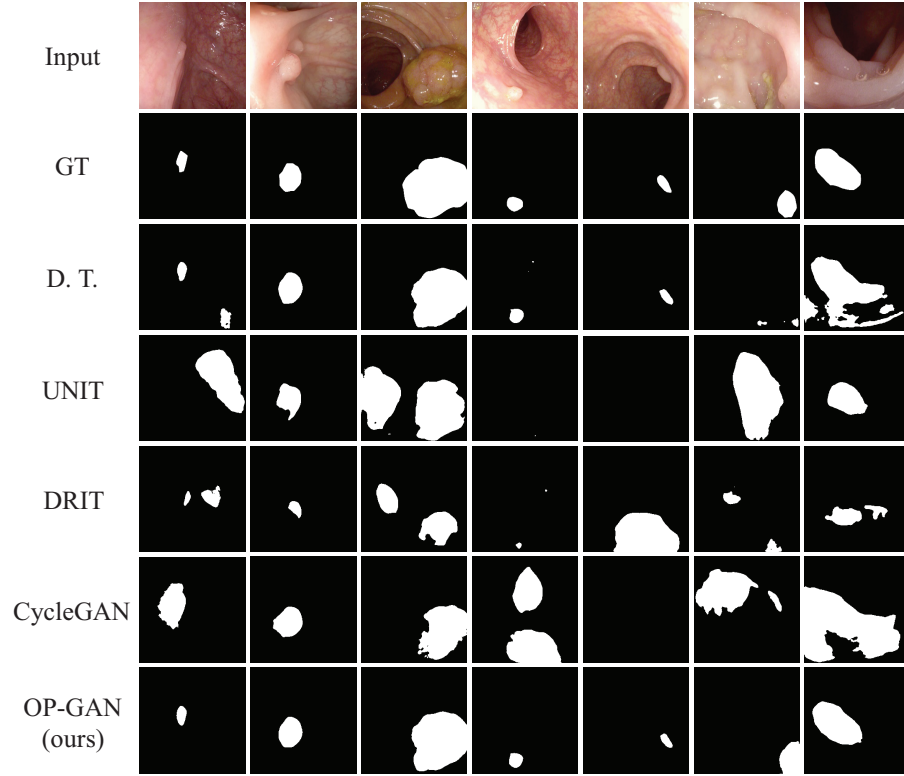 Input
GT
D. T.
UNIT
DRIT
CycleGAN
OP-GAN
(ours)